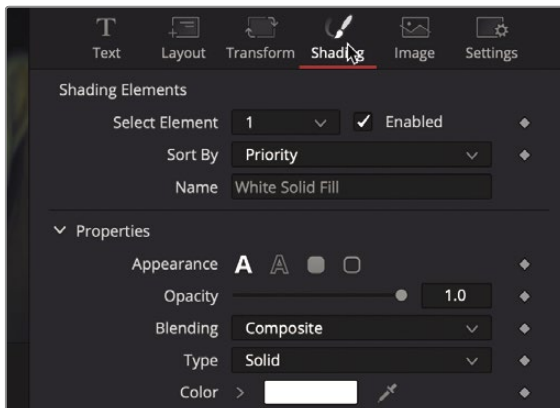 Text Layout Transform Shading Image Settings
Shading Elements
Select Element 1 Enabled
Sort By Priority
Name White Solid Fill
Properties
Appearance A A
Opacity 1.0
Blending Composite
Type Solid
Color